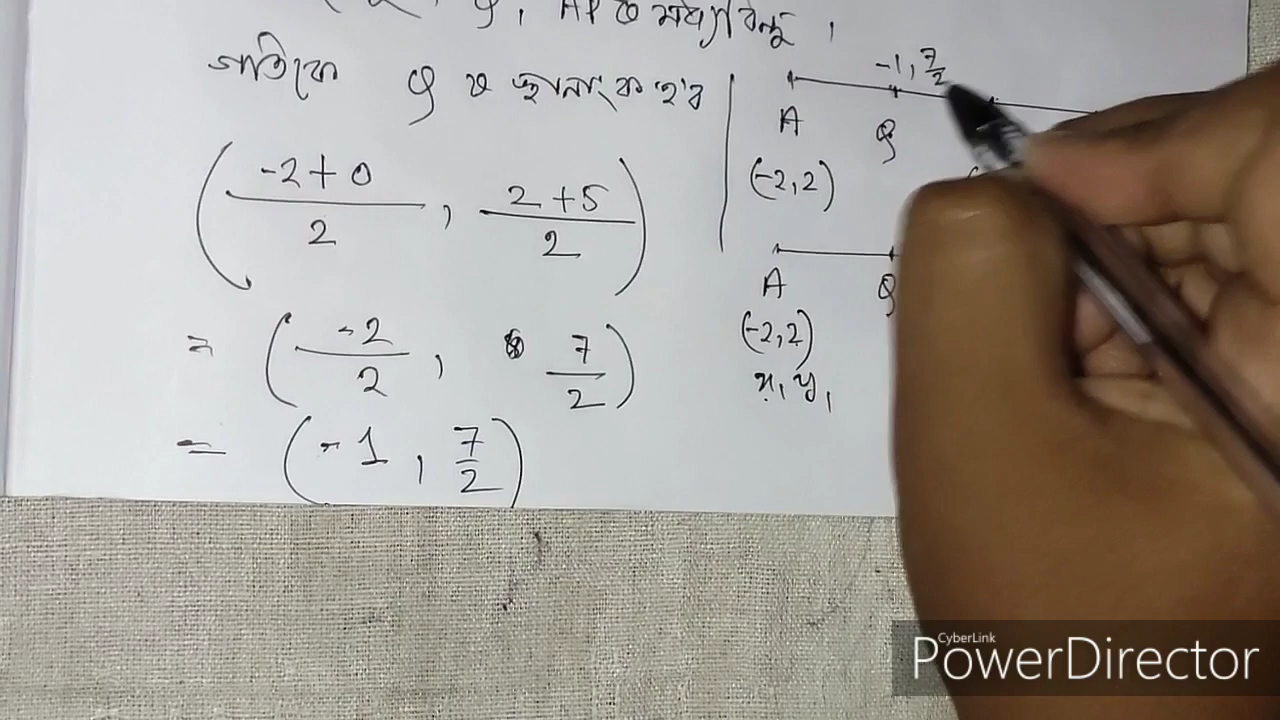 Q, AP ৰ মধ্যবিন্দু ।
গতিকে Q ৰ স্থানাংক হ'ব
( -2+0 / 2 , 2+5 / 2 )
= ( -2 / 2 , 7 / 2 )
= ( -1 , 7 / 2 )
-1, 7/2
A Q
(-2,2)
A Q
(-2,2)
x₁ y₁
CyberLink
PowerDirector